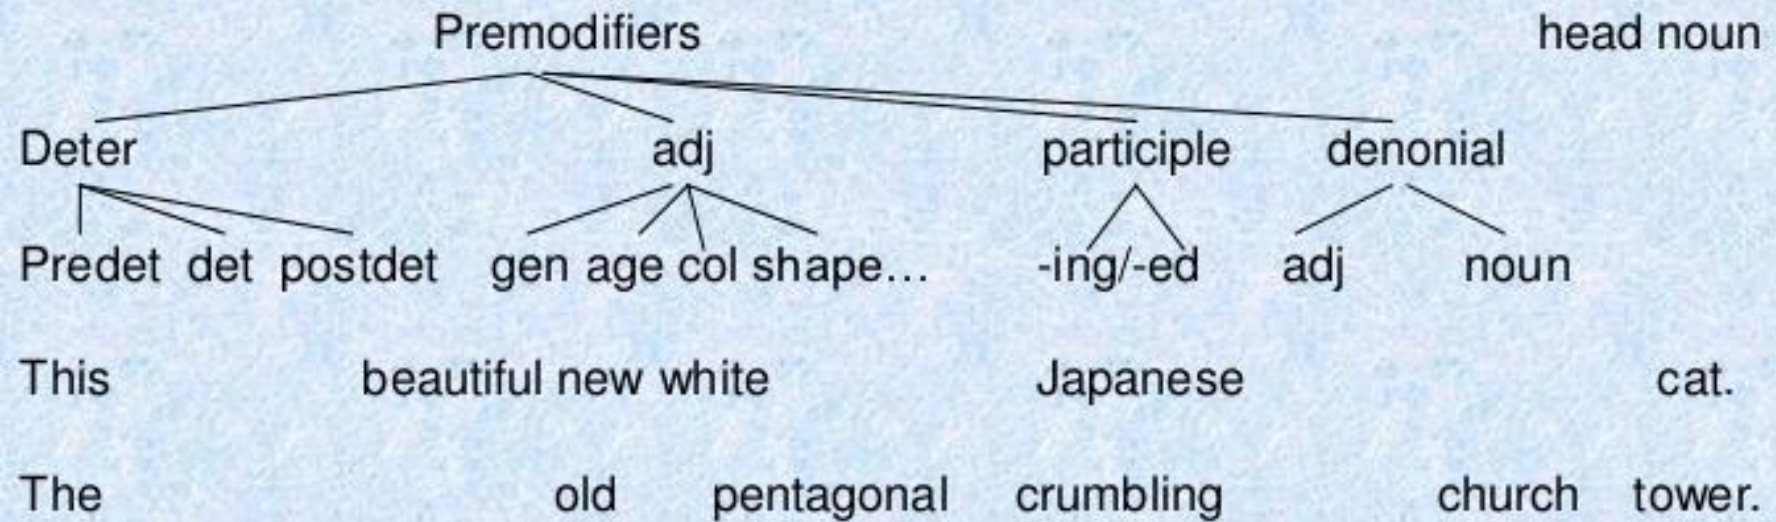 Premodifiers head noun
Deter adj participle denonial
Predet det postdet gen age col shape... -ing/-ed adj noun
This beautiful new white Japanese cat.
The old pentagonal crumbling church tower.